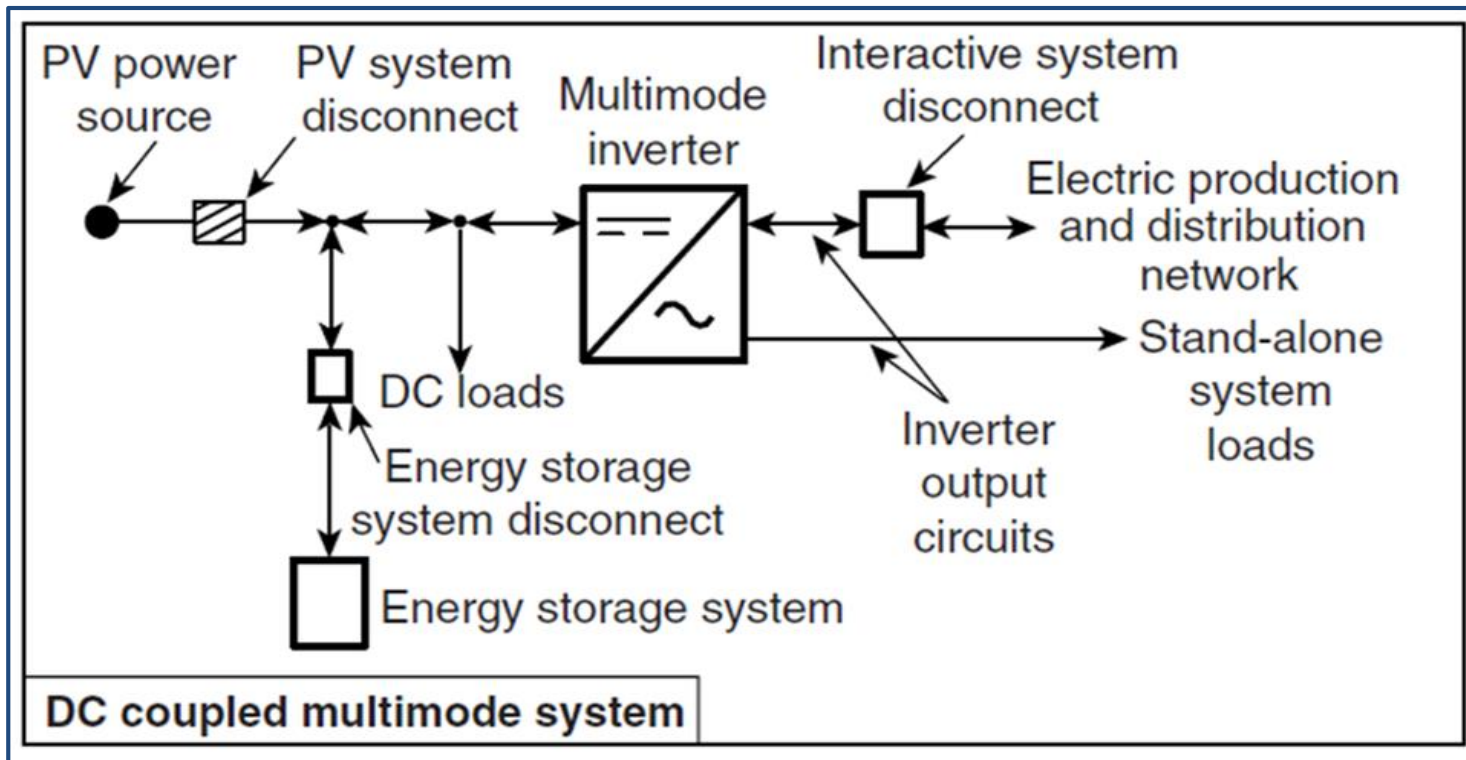 PV power
source
PV system
disconnect
Multimode
inverter
Interactive system
disconnect
Electric production
and distribution
network
Stand-alone
system
loads
Inverter
output
circuits
DC loads
Energy storage
system disconnect
Energy storage system
DC coupled multimode system